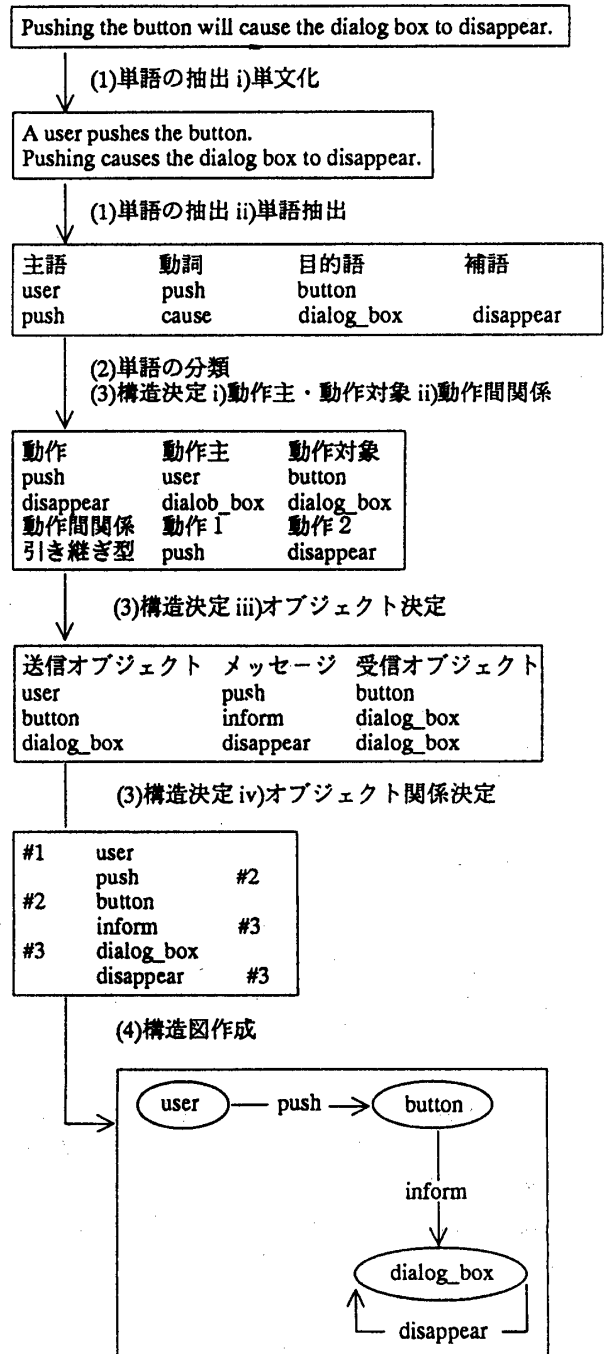 Pushing the button will cause the dialog box to disappear.
(1)単語の抽出 i)単文化
A user pushes the button.
Pushing causes the dialog box to disappear.
(1)単語の抽出 ii)単語抽出
主語 動詞 目的語 補語
user push button
push cause dialog_box disappear
(2)単語の分類
(3)構造決定 i)動作主・動作対象 ii)動作間関係
動作 動作主 動作対象
push user button
disappear dialob_box dialog_box
動作間関係 動作1 動作2
引き継ぎ型 push disappear
(3)構造決定 iii)オブジェクト決定
送信オブジェクト メッセージ 受信オブジェクト
user push button
button inform dialog_box
dialog_box disappear dialog_box
(3)構造決定 iv)オブジェクト関係決定
#1 user
push #2
#2 button
inform #3
#3 dialog_box
disappear #3
(4)構造図作成
user push button
inform
dialog_box
disappear